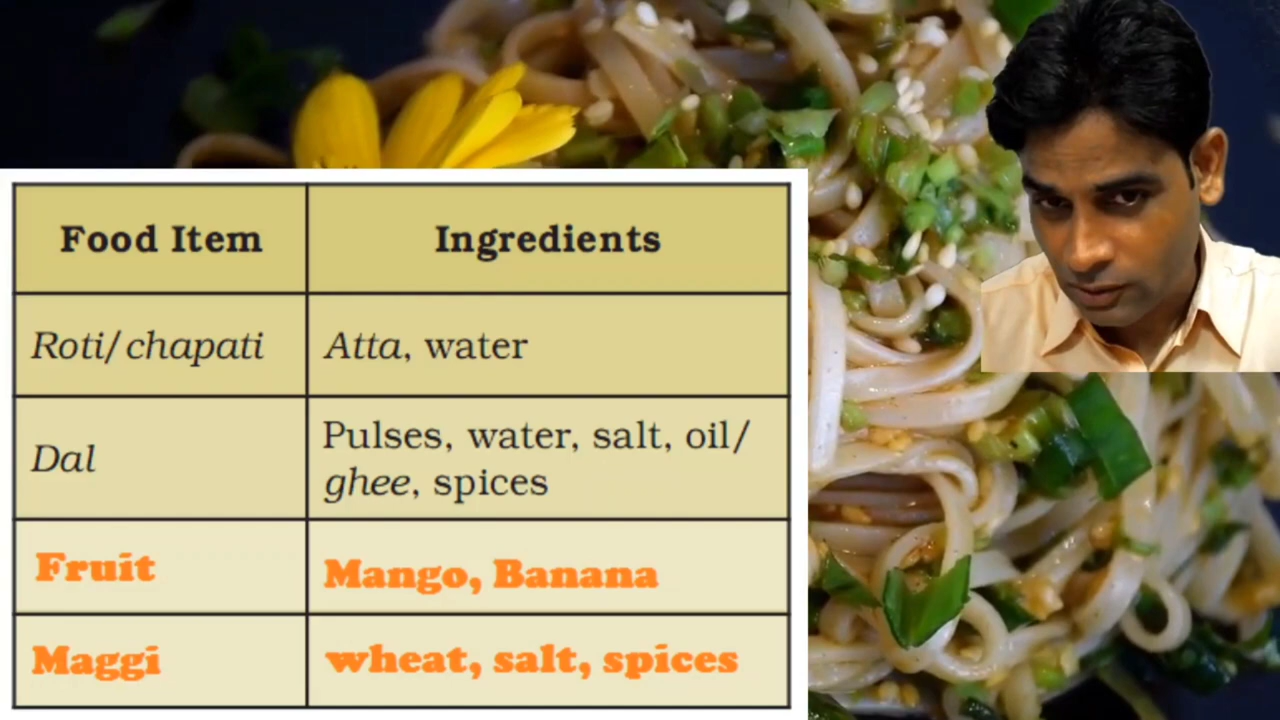 Food Item Ingredients
Roti/chapati Atta, water
Dal Pulses, water, salt, oil/
ghee, spices
Fruit Mango, Banana
Maggi wheat, salt, spices